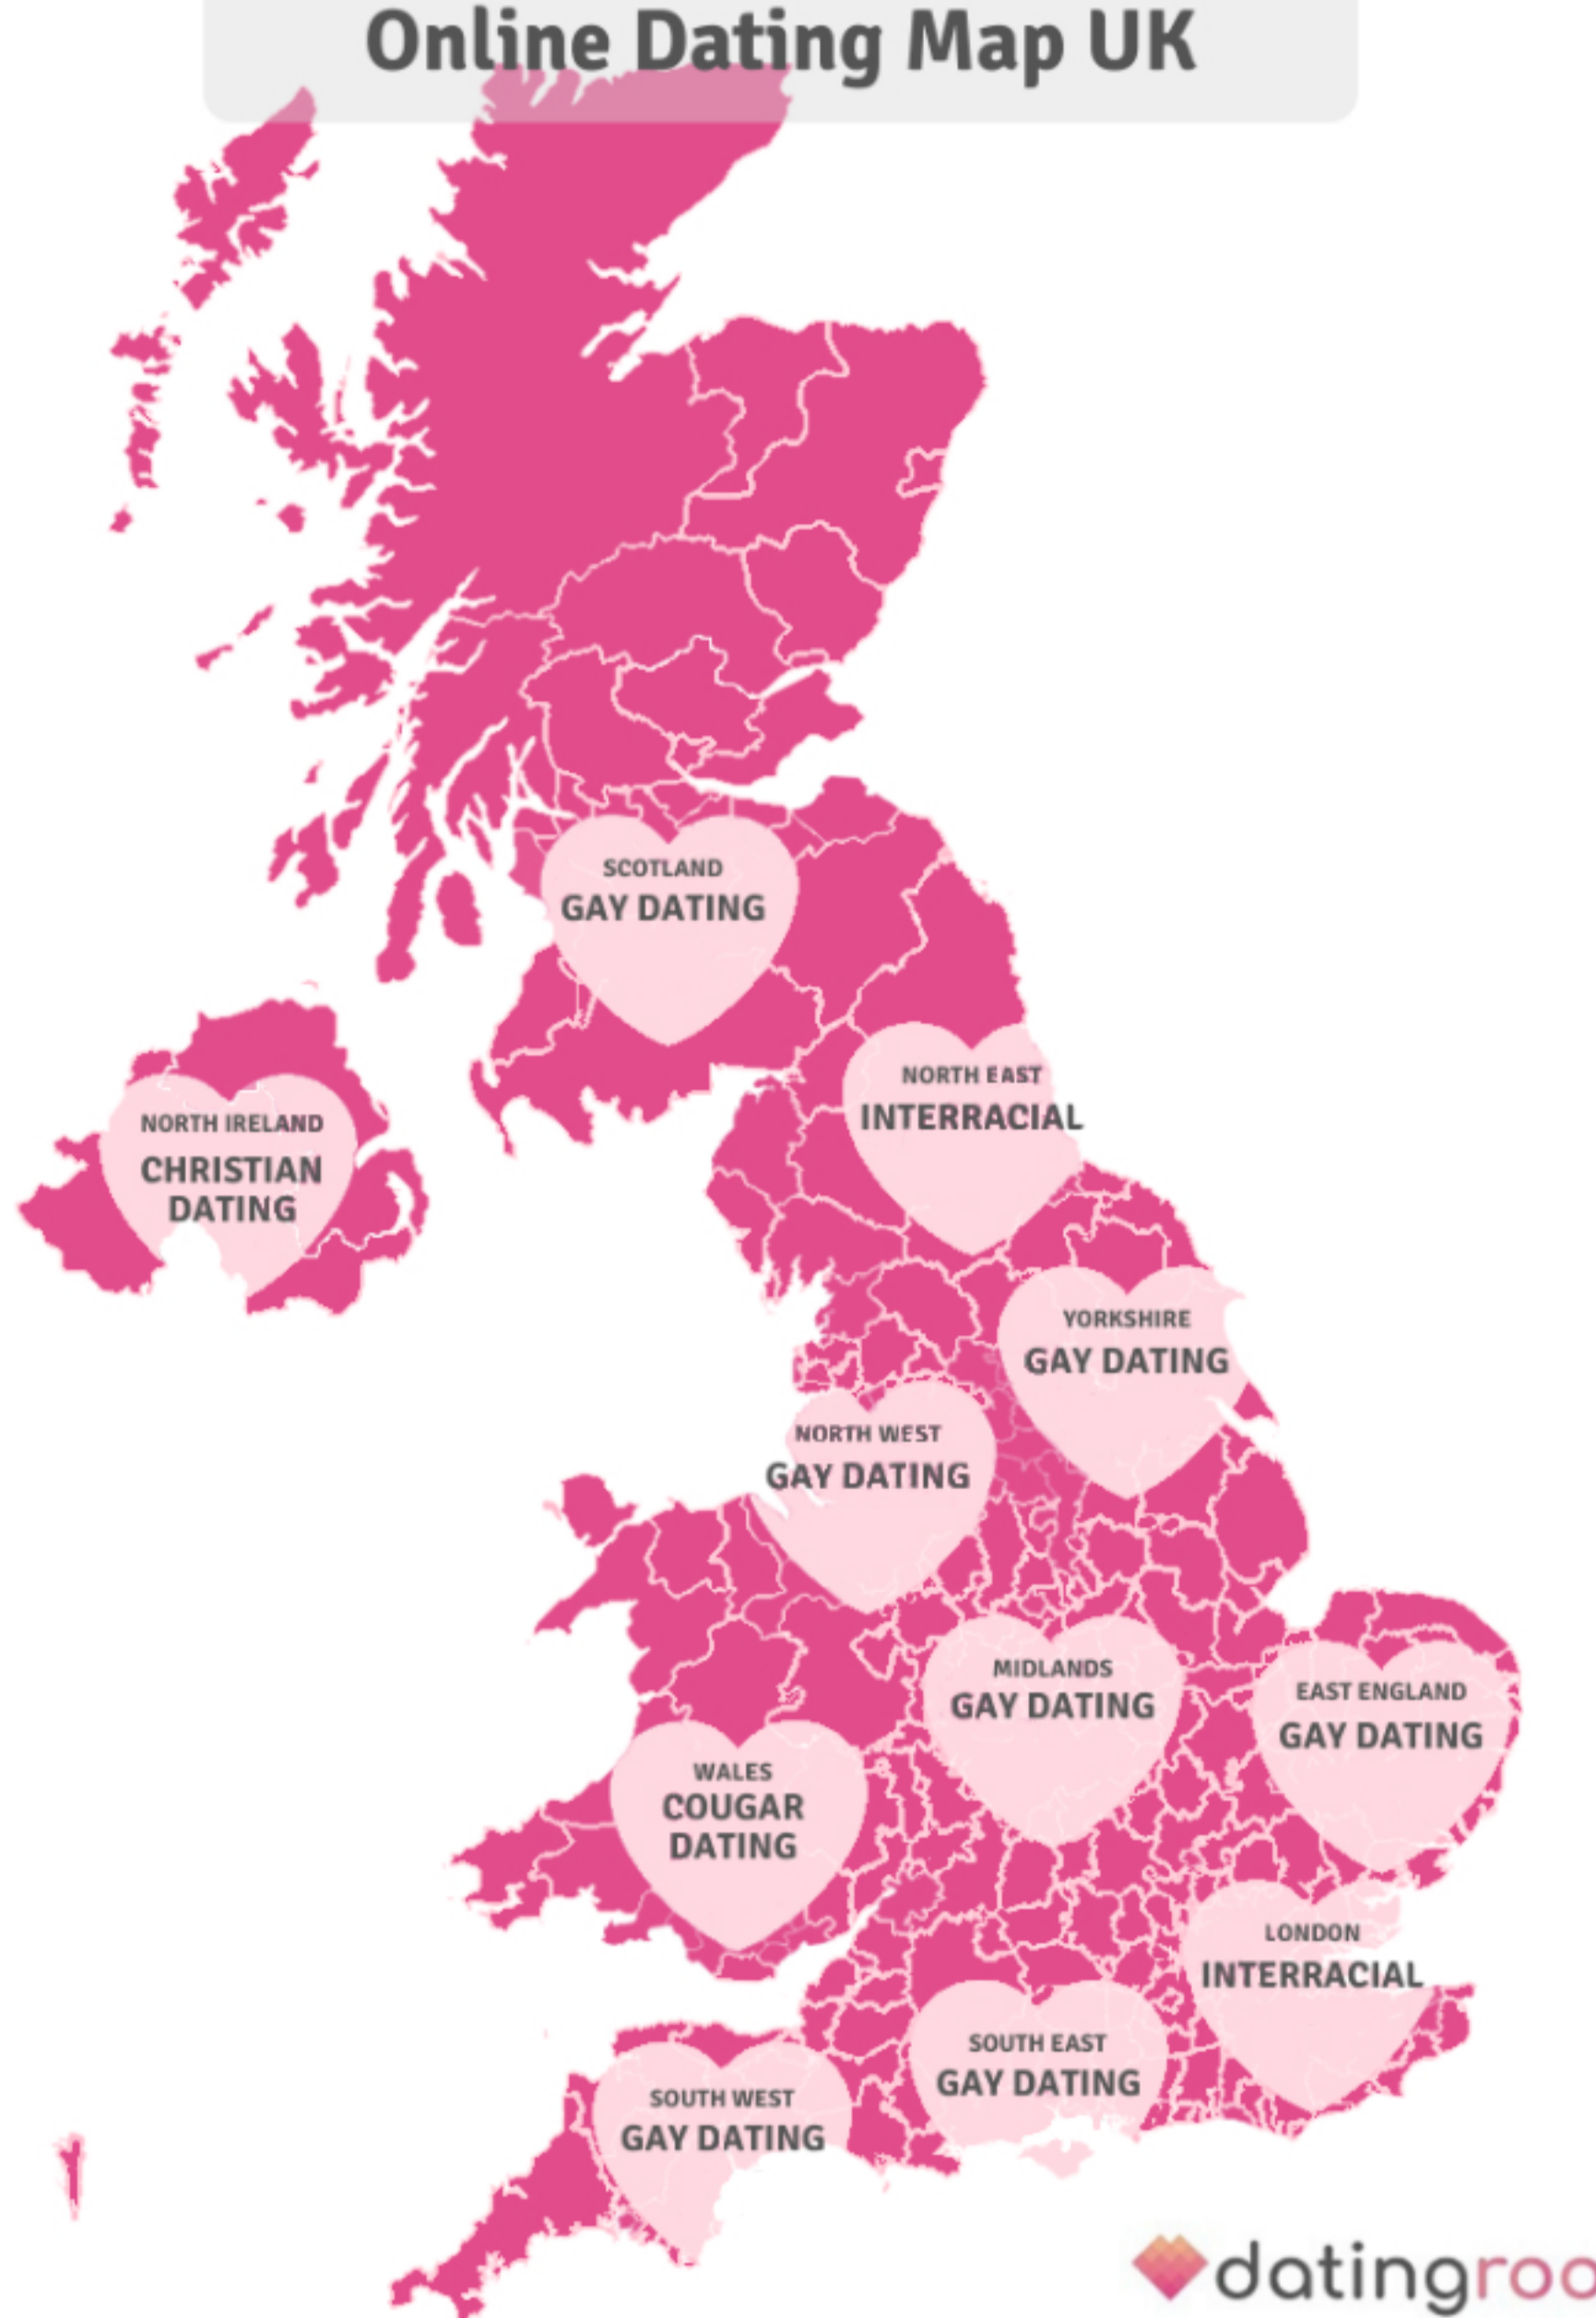 Online Dating Map UK
SCOTLAND
GAY DATING
NORTH EAST
INTERRACIAL
NORTH IRELAND
CHRISTIAN
DATING
YORKSHIRE
GAY DATING
NORTH WEST
GAY DATING
MIDLANDS
GAY DATING
EAST ENGLAND
GAY DATING
WALES
COUGAR
DATING
LONDON
INTERRACIAL
SOUTH EAST
GAY DATING
SOUTH WEST
GAY DATING
datingroo